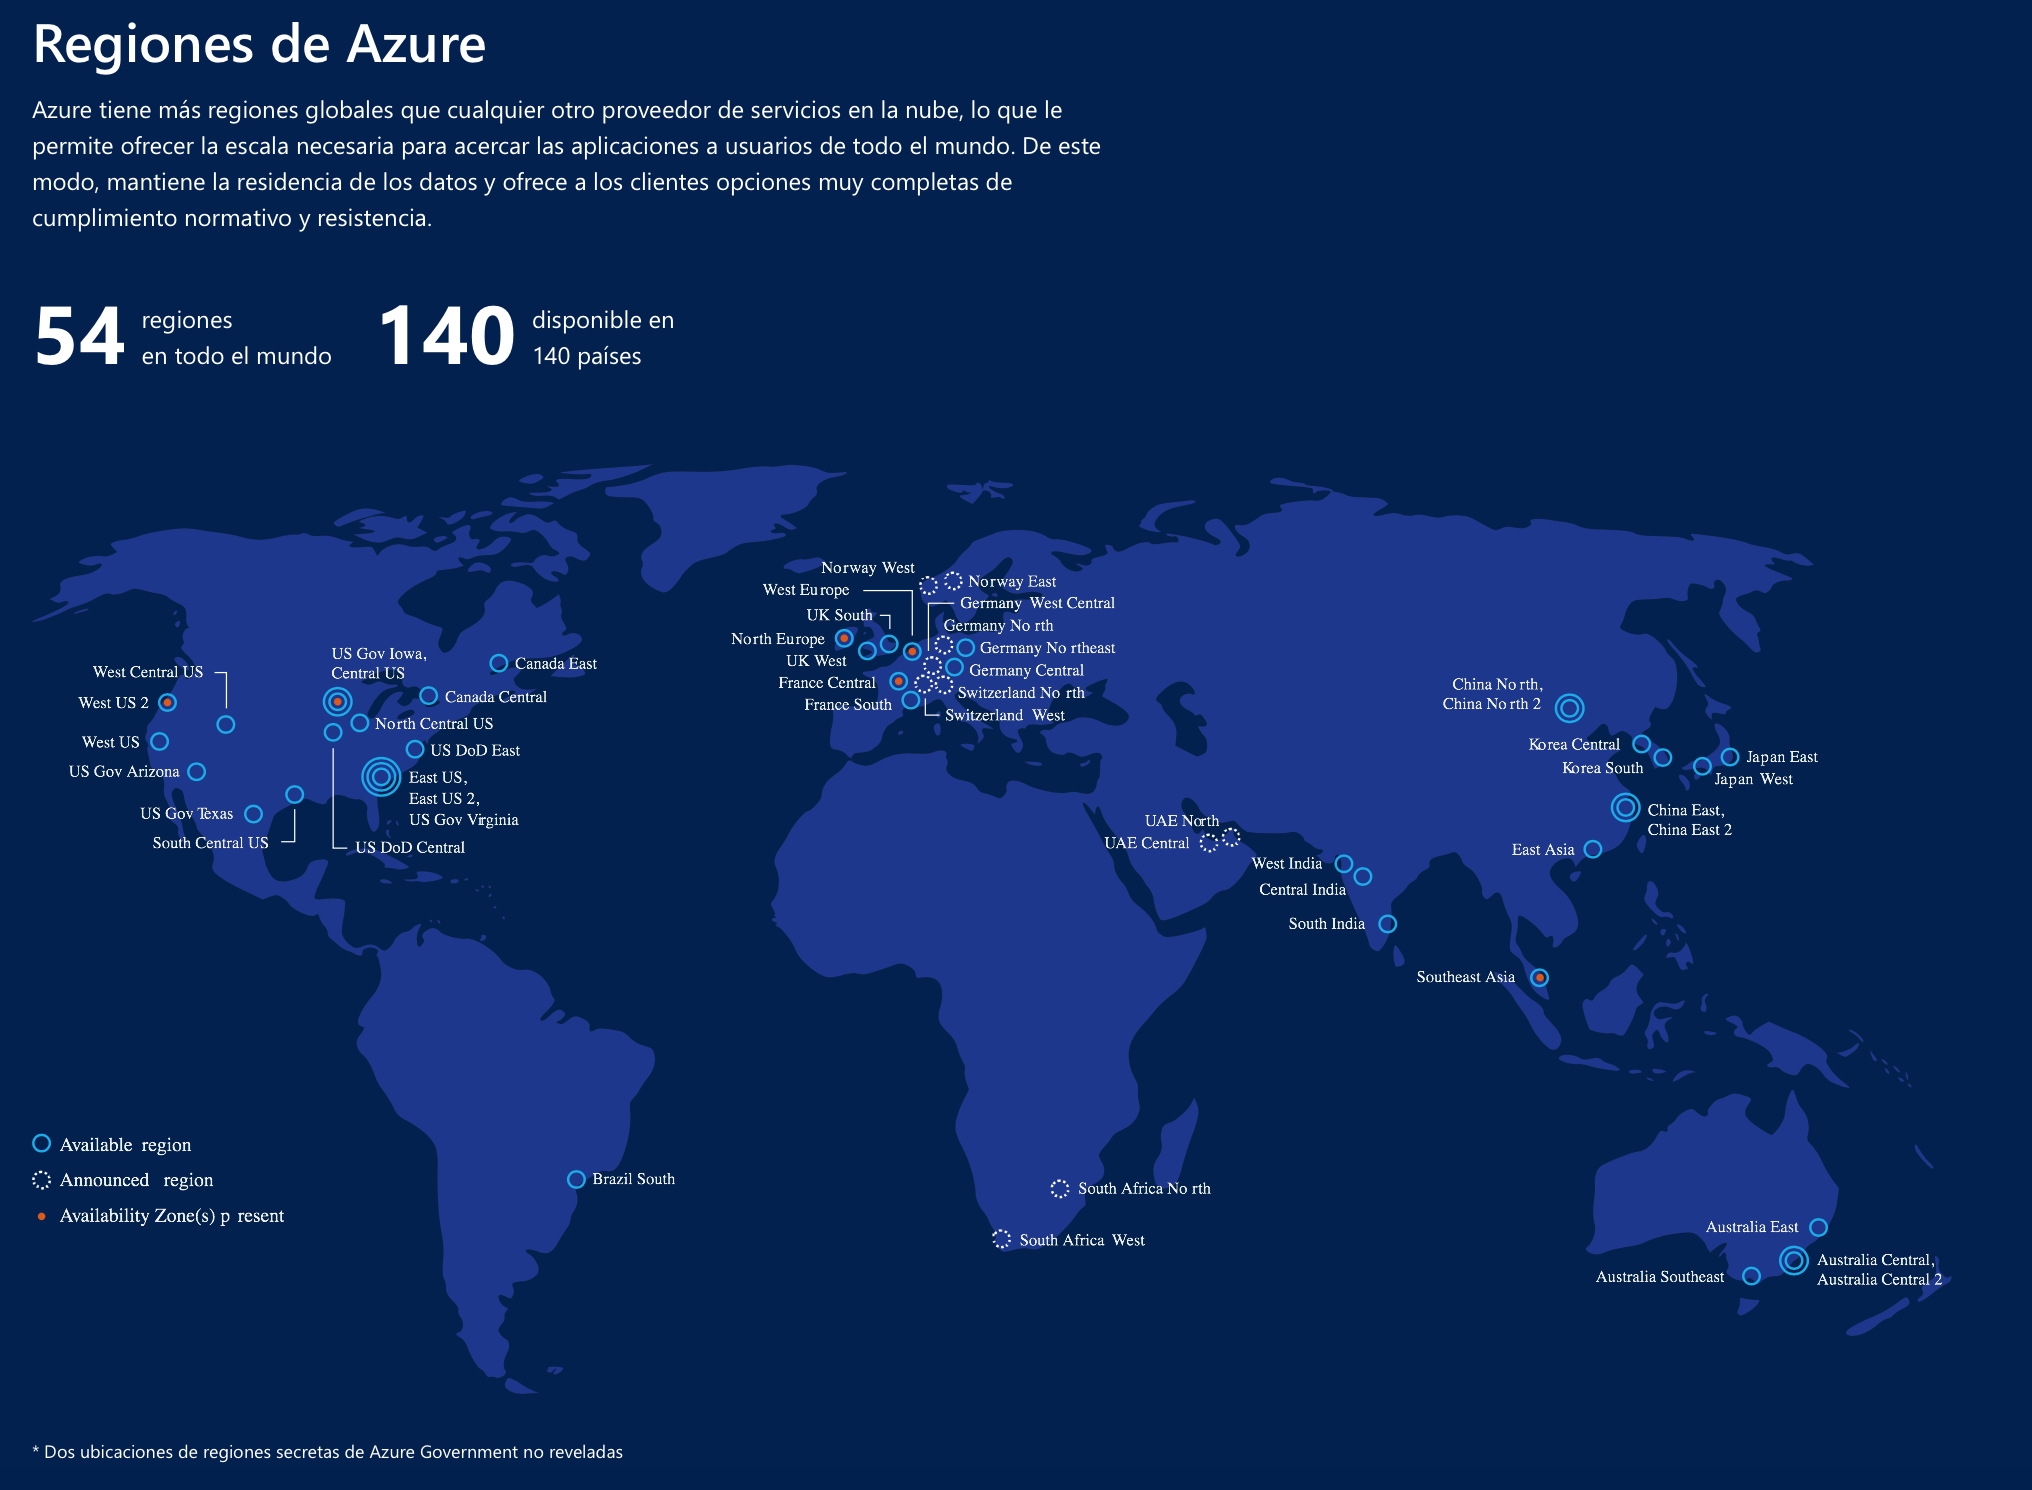 Regiones de Azure
Azure tiene más regiones globales que cualquier otro proveedor de servicios en la nube, lo que le
permite ofrecer la escala necesaria para acercar las aplicaciones a usuarios de todo el mundo. De este
modo, mantiene la residencia de los datos y ofrece a los clientes opciones muy completas de
cumplimiento normativo y resistencia.
54 regiones
en todo el mundo
140 disponible en
140 países
Norway West
Norway East
West Europe
Germany West Central
UK South
Germany No rth
North Europe
Germany No rtheast
UK West
Germany Central
France Central
Switzerland No rth
France South
Switzerland West
US Gov Iowa,
Central US
Canada East
West Central US
West US 2
Canada Central
North Central US
West US
US DoD East
US Gov Arizona
East US,
East US 2,
US Gov Virginia
US Gov Texas
South Central US
US DoD Central
China No rth,
China No rth 2
Korea Central
Korea South
Japan East
Japan West
China East,
China East 2
East Asia
UAE North
UAE Central
West India
Central India
South India
Southeast Asia
Available region
Announced region
Availability Zone(s) p resent
Brazil South
South Africa No rth
South Africa West
Australia East
Australia Central,
Australia Central 2
Australia Southeast
* Dos ubicaciones de regiones secretas de Azure Government no reveladas